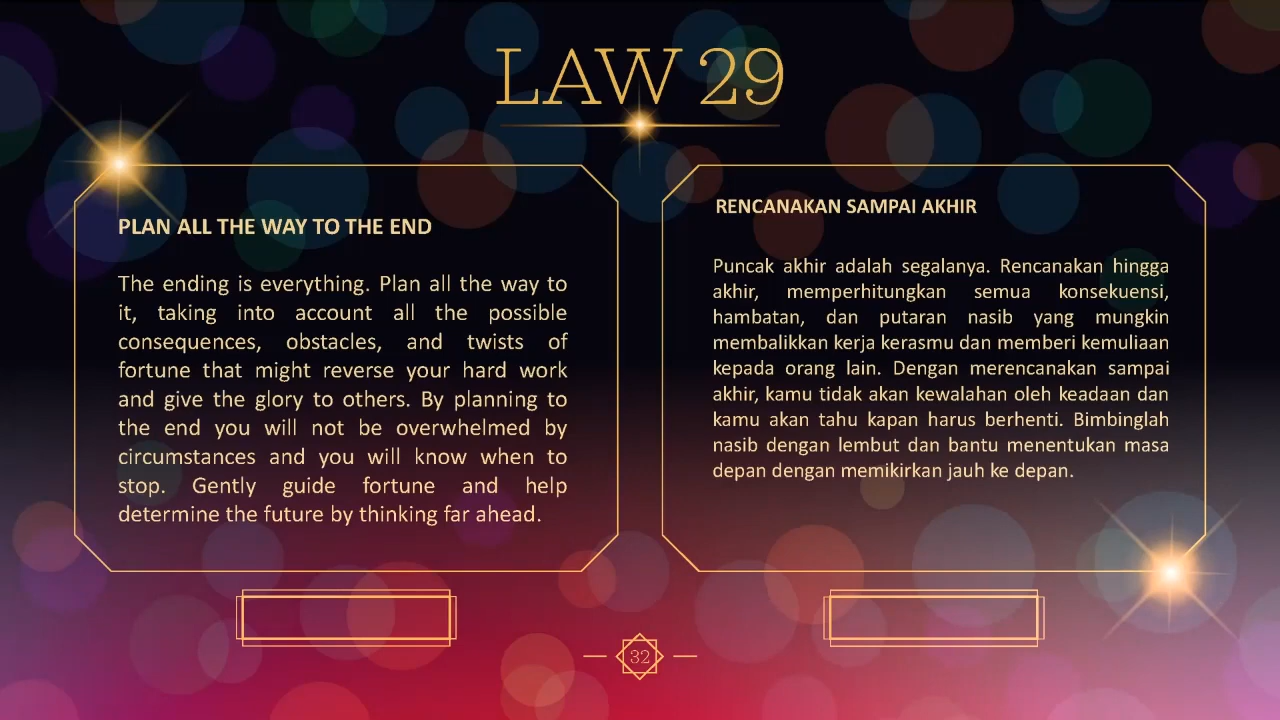 LAW 29
PLAN ALL THE WAY TO THE END
The ending is everything. Plan all the way to
it, taking into account all the possible
consequences, obstacles, and twists of
fortune that might reverse your hard work
and give the glory to others. By planning to
the end you will not be overwhelmed by
circumstances and you will know when to
stop. Gently guide fortune and help
determine the future by thinking far ahead.
RENCANAKAN SAMPAI AKHIR
Puncak akhir adalah segalanya. Rencanakan hingga
akhir, memperhitungkan semua konsekuensi,
hambatan, dan putaran nasib yang mungkin
membalikkan kerja kerasmu dan memberi kemuliaan
kepada orang lain. Dengan merencanakan sampai
akhir, kamu tidak akan kewalahan oleh keadaan dan
kamu akan tahu kapan harus berhenti. Bimbinglah
nasib dengan lembut dan bantu menentukan masa
depan dengan memikirkan jauh ke depan.
32